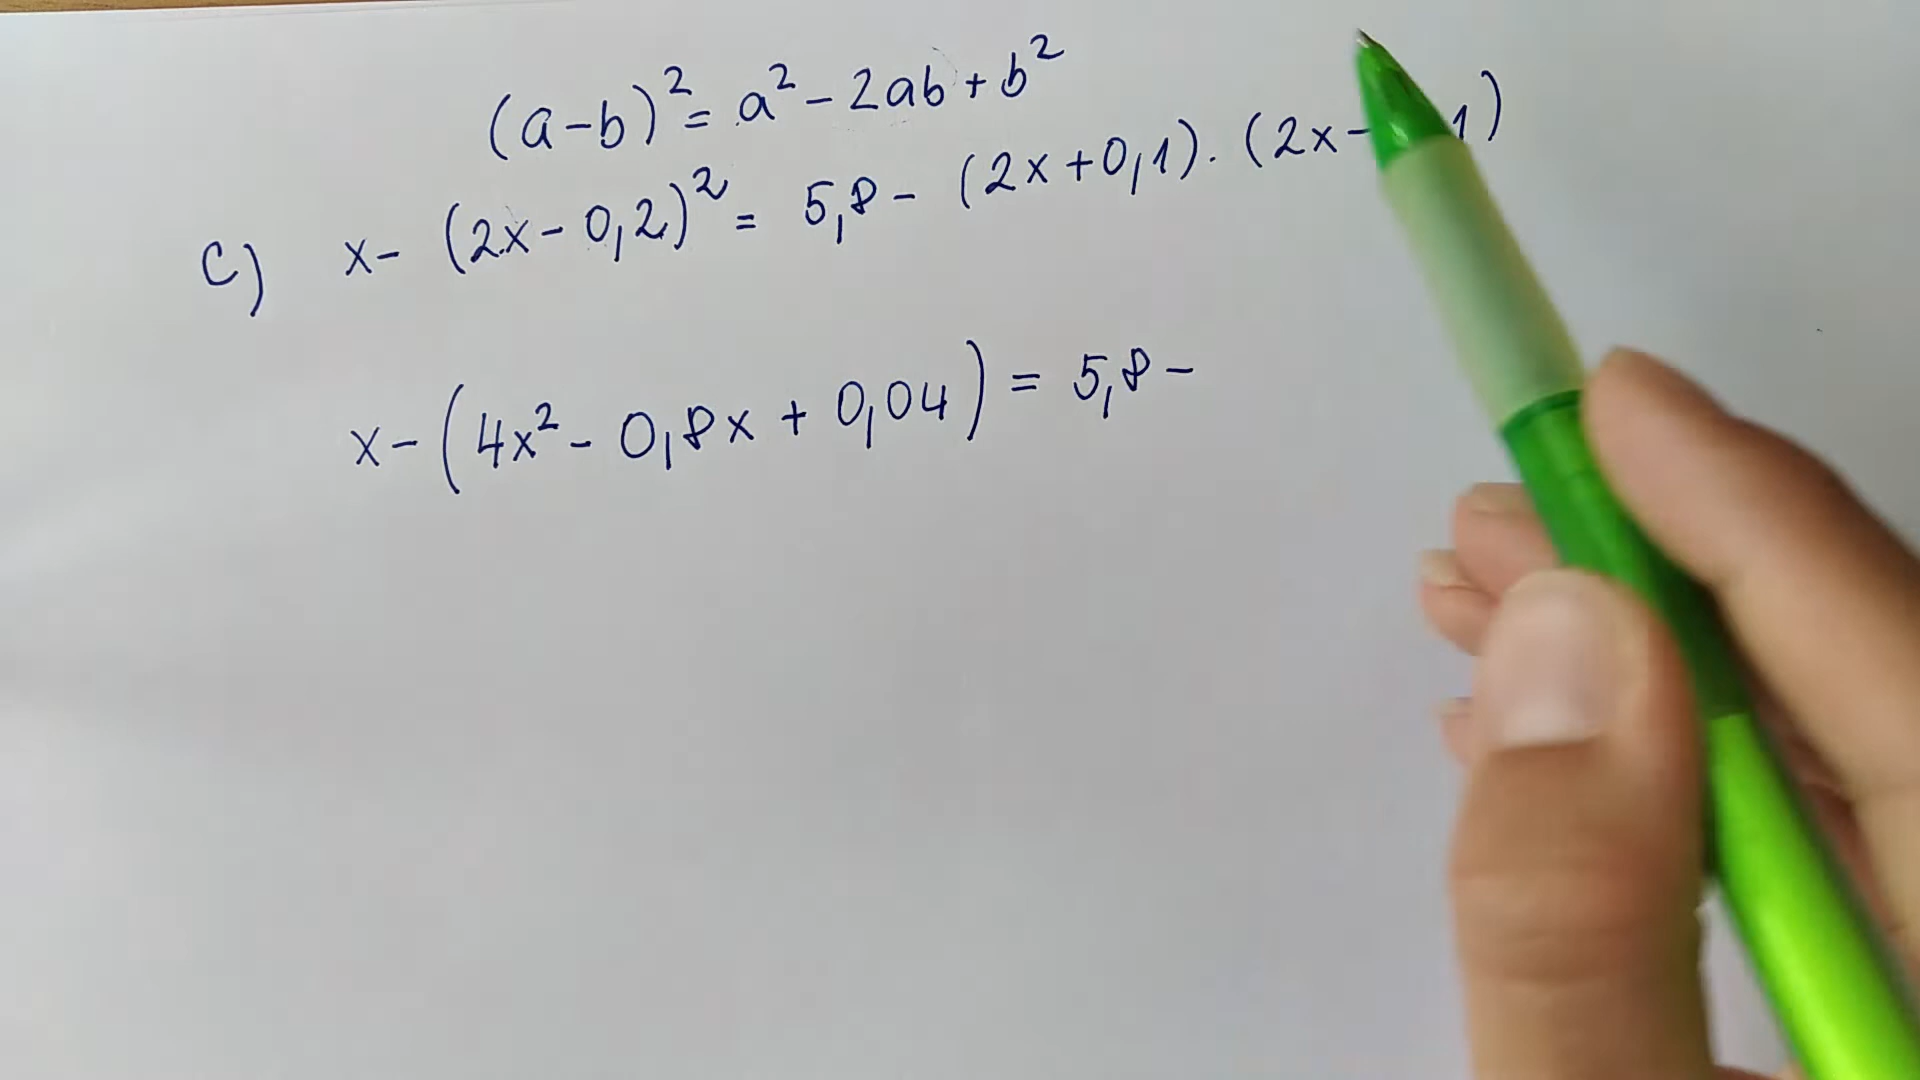 (a-b)² = a² - 2ab + b²
c) x - (2x - 0,2)² = 5,8 - (2x + 0,1) · (2x - 1)
x - (4x² - 0,8x + 0,04) = 5,8 -